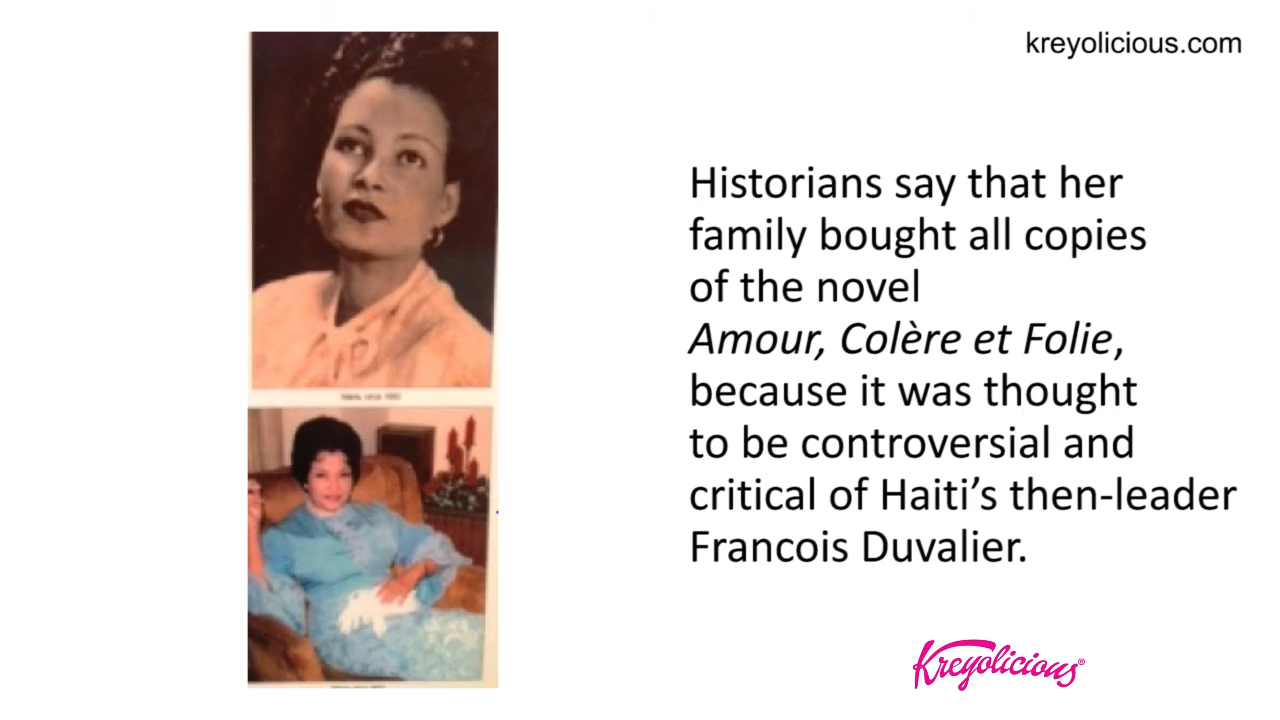 kreyolicious.com
Historians say that her
family bought all copies
of the novel
Amour, Colère et Folie,
because it was thought
to be controversial and
critical of Haiti’s then-leader
Francois Duvalier.
Kreyolicious®